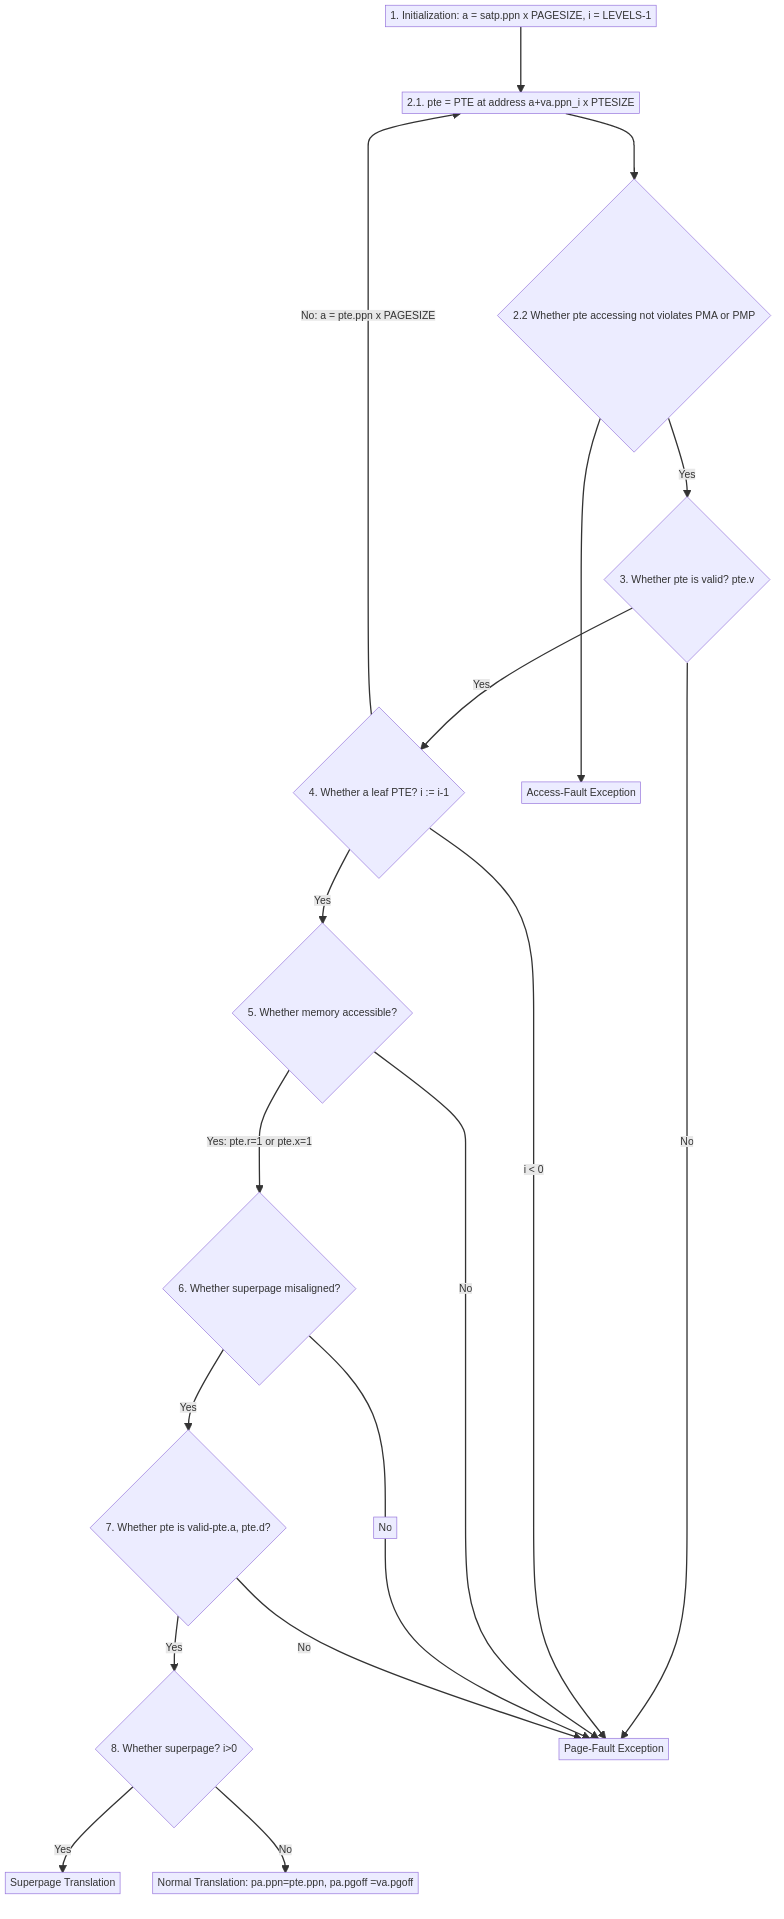 1. Initialization: a = satp.ppn x PAGESIZE, i = LEVELS-1
2.1. pte = PTE at address a+va.ppn_i x PTESIZE
No: a = pte.ppn x PAGESIZE
2.2 Whether pte accessing not violates PMA or PMP
Yes
3. Whether pte is valid? pte.v
Yes
4. Whether a leaf PTE? i := i-1
Access-Fault Exception
Yes
5. Whether memory accessible?
Yes: pte.r=1 or pte.x=1
i < 0
No
6. Whether superpage misaligned?
No
Yes
7. Whether pte is valid-pte.a, pte.d?
No
Yes
No
8. Whether superpage? i>0
Page-Fault Exception
Yes
No
Superpage Translation
Normal Translation: pa.ppn=pte.ppn, pa.pgoff =va.pgoff